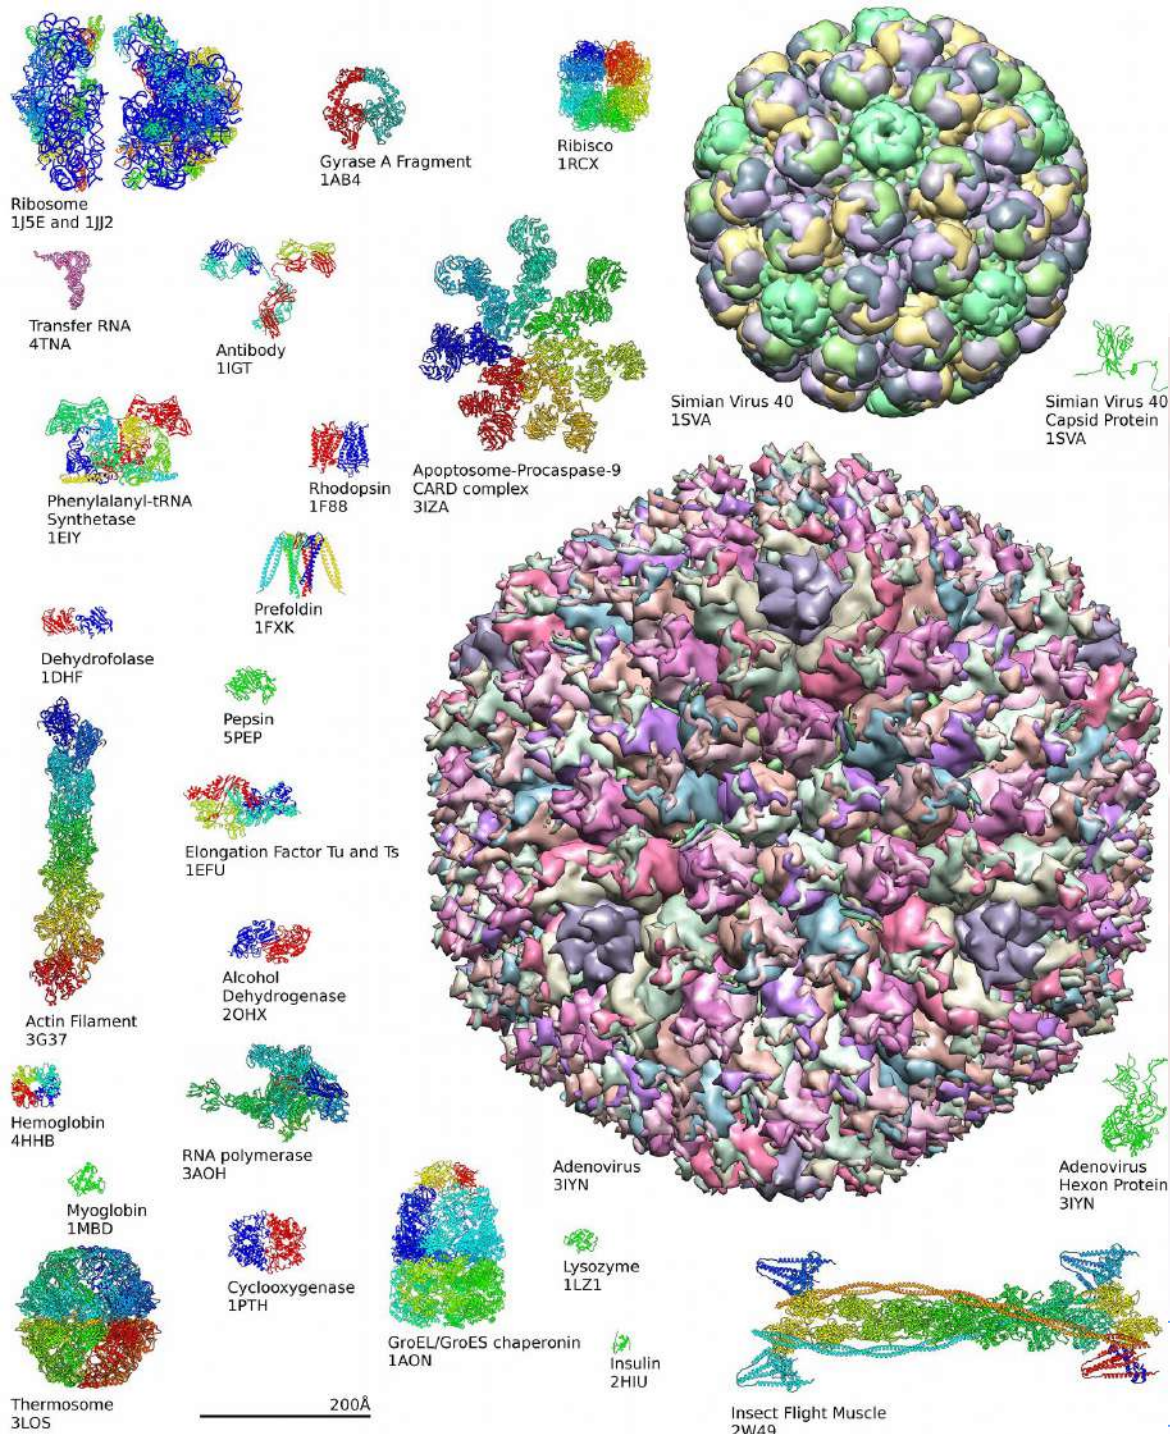 Ribosome
1J5E and 1JJ2
Gyrase A Fragment
1AB4
Ribisco
1RCX
Transfer RNA
4TNA
Antibody
1IGT
Simian Virus 40
1SVA
Simian Virus 40
Capsid Protein
1SVA
Phenylalanyl-tRNA
Synthetase
1EIY
Rhodopsin
1F88
Apoptosome-Procaspase-9
CARD complex
3IZA
Prefoldin
1FXK
Dehydrofolase
1DHF
Pepsin
5PEP
Elongation Factor Tu and Ts
1EFU
Alcohol
Dehydrogenase
2OHX
Actin Filament
3G37
Hemoglobin
4HHB
RNA polymerase
3AOH
Adenovirus
3IYN
Adenovirus
Hexon Protein
3IYN
Myoglobin
1MBD
Cyclooxygenase
1PTH
Lysozyme
1LZ1
GroEL/GroES chaperonin
1AON
Insulin
2HIU
Thermosome
3LOS
200Å
Insect Flight Muscle
2W49